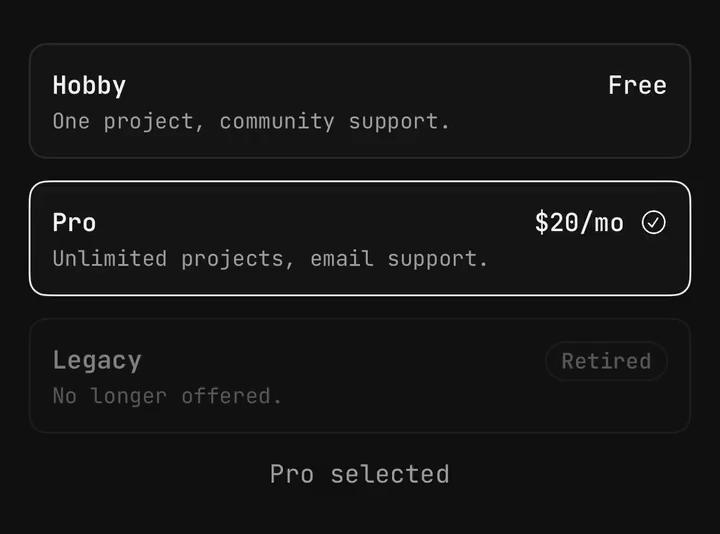 Hobby Free
One project, community support.
Pro $20/mo
Unlimited projects, email support.
Legacy Retired
No longer offered.
Pro selected